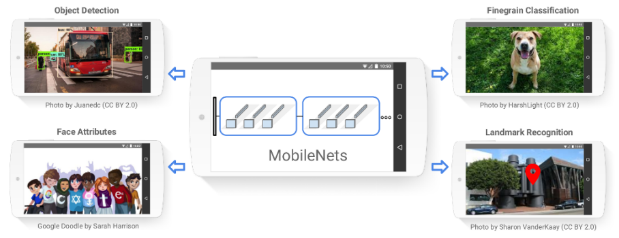 Object Detection
Photo by Juanedc (CC BY 2.0)
Face Attributes
Google Doodle by Sarah Harrison
MobileNets
Finegrain Classification
Photo by HarshLight (CC BY 2.0)
Landmark Recognition
Photo by Sharon VanderKaay (CC BY 2.0)